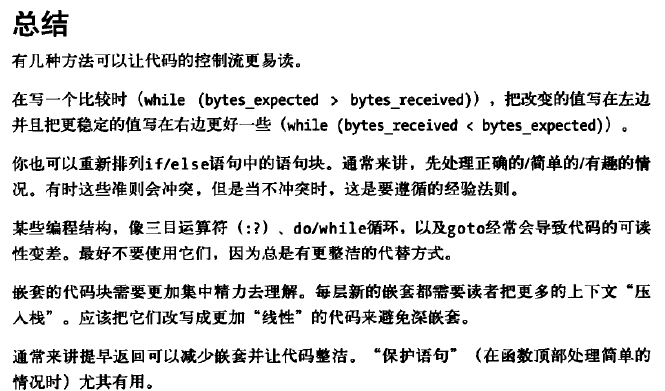 总结
有几种方法可以让代码的控制流更易读。
在写一个比较时（while (bytes_expected > bytes_received)），把改变的值写在左边
并且把更稳定的值写在右边更好一些（while (bytes_received < bytes_expected)）。
你也可以重新排列if/else语句中的语句块。通常来讲，先处理正确的/简单的/有趣的情
况。有时这些准则会冲突，但是当不冲突时，这是要遵循的经验法则。
某些编程结构，像三目运算符（:?）、do/while循环，以及goto经常会导致代码的可读
性变差。最好不要使用它们，因为总是有更整洁的代替方式。
嵌套的代码块需要更加集中精力去理解。每层新的嵌套都需要读者把更多的上下文“压
入栈”。应该把它们改写成更加“线性”的代码来避免深嵌套。
通常来讲提早返回可以减少嵌套并让代码整洁。“保护语句”（在函数顶部处理简单的
情况时）尤其有用。